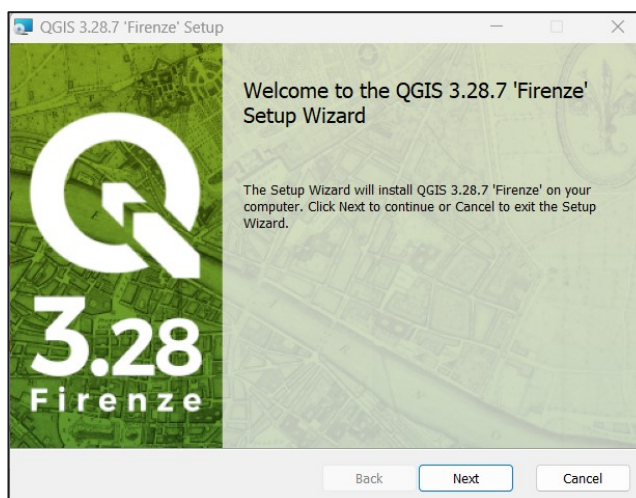 QGIS 3.28.7 'Firenze' Setup
Welcome to the QGIS 3.28.7 'Firenze'
Setup Wizard
The Setup Wizard will install QGIS 3.28.7 'Firenze' on your
computer. Click Next to continue or Cancel to exit the Setup
Wizard.
3.28
Firenze
Back
Next
Cancel